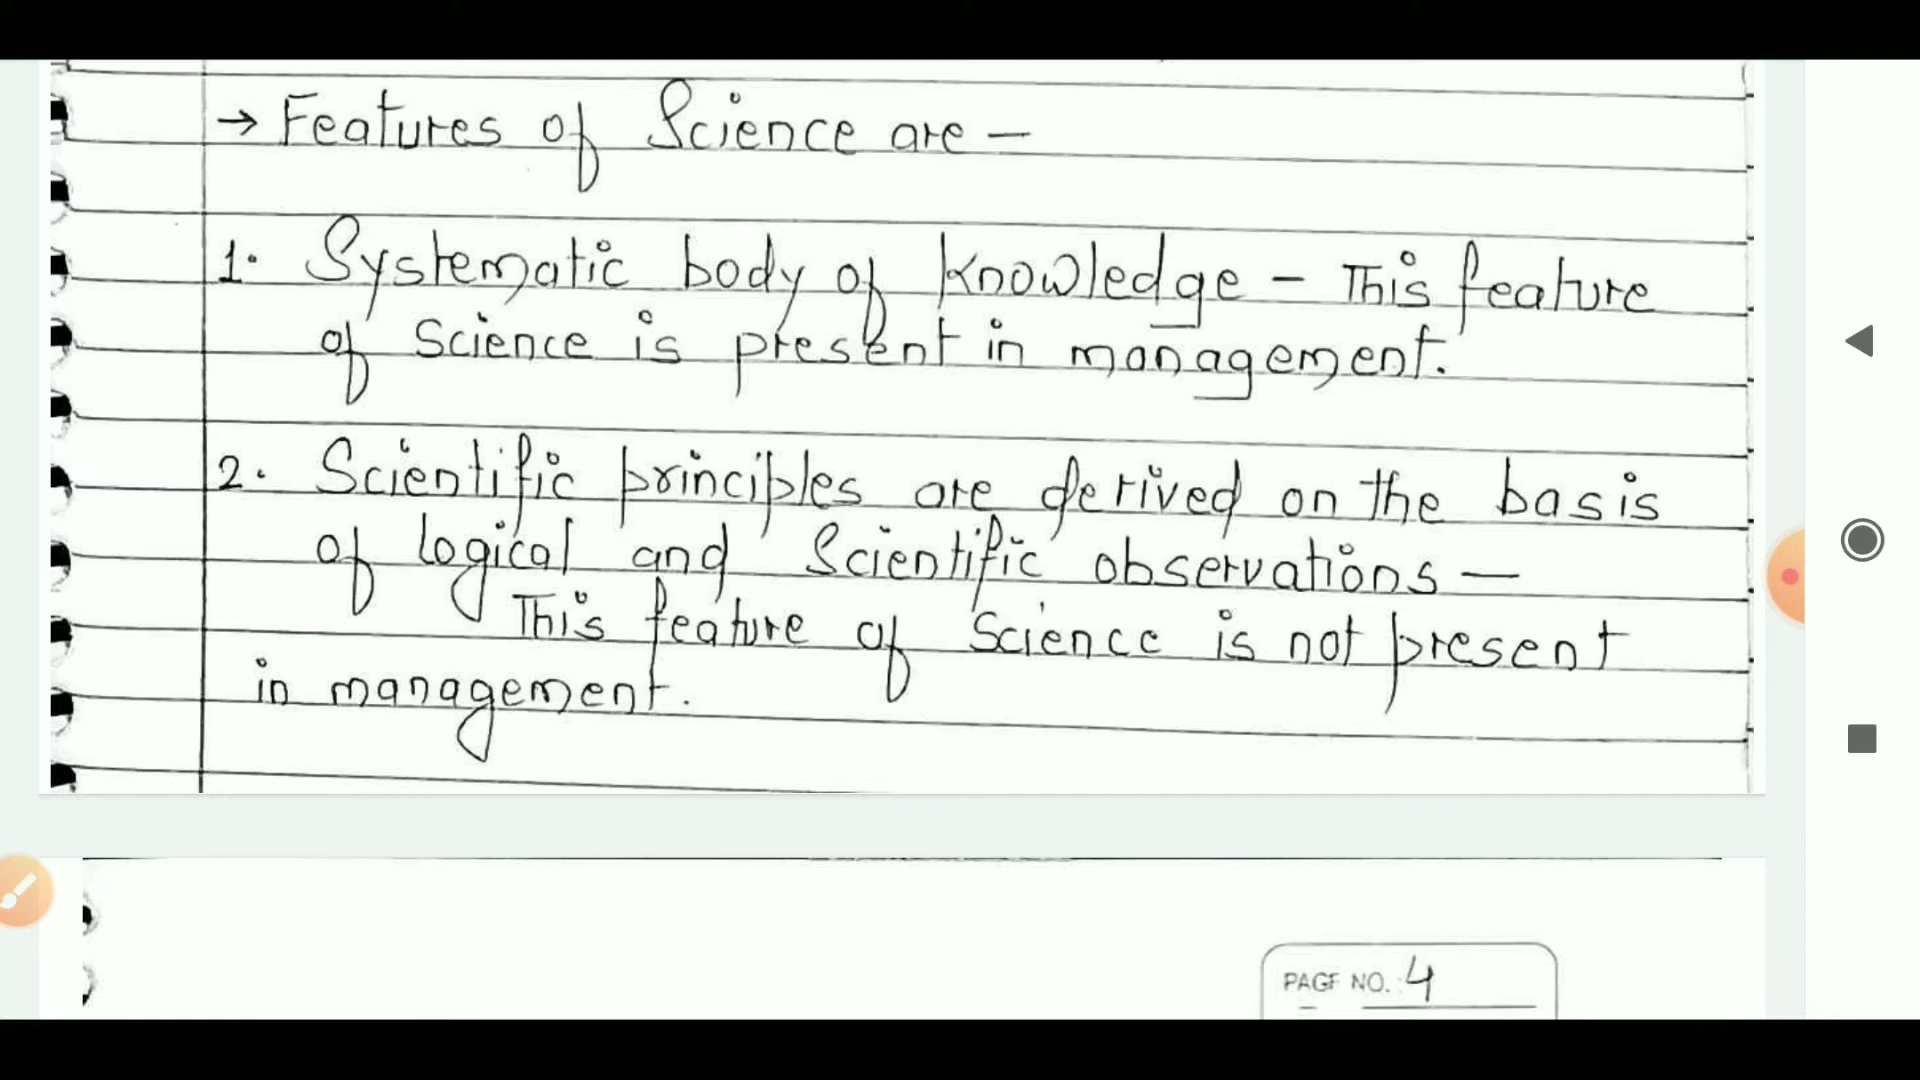 → Features of Science are –
1. Systematic body of Knowledge – This feature
of Science is present in management.
2. Scientific principles are derived on the basis
of logical and Scientific observations –
This feature of Science is not present
in management.
PAGE NO.: 4